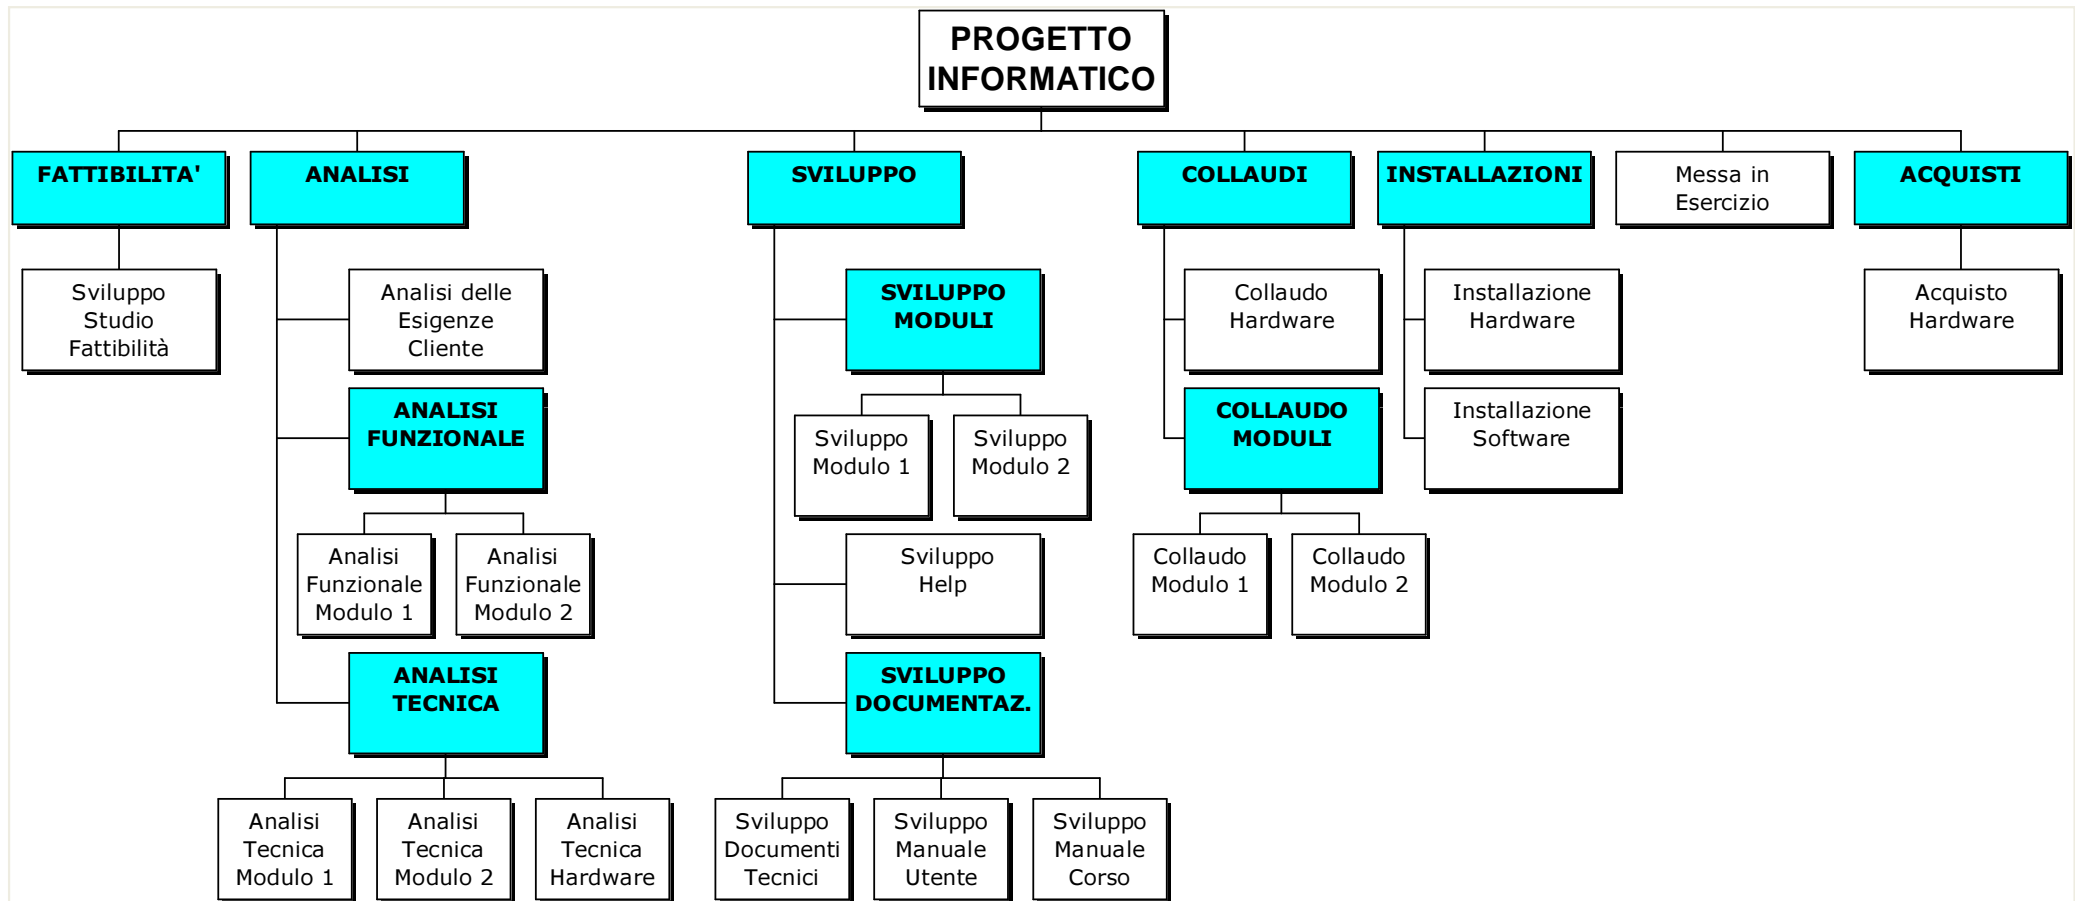 PROGETTO
INFORMATICO
FATTIBILITA'
ANALISI
SVILUPPO
COLLAUDI
INSTALLAZIONI
Messa in
Esercizio
ACQUISTI
Sviluppo
Studio
Fattibilità
Analisi delle
Esigenze
Cliente
SVILUPPO
MODULI
Collaudo
Hardware
Installazione
Hardware
Acquisto
Hardware
ANALISI
FUNZIONALE
Sviluppo
Modulo 1
Sviluppo
Modulo 2
COLLAUDO
MODULI
Installazione
Software
Analisi
Funzionale
Modulo 1
Analisi
Funzionale
Modulo 2
Sviluppo
Help
Collaudo
Modulo 1
Collaudo
Modulo 2
ANALISI
TECNICA
SVILUPPO
DOCUMENTAZ.
Analisi
Tecnica
Modulo 1
Analisi
Tecnica
Modulo 2
Analisi
Tecnica
Hardware
Sviluppo
Documenti
Tecnici
Sviluppo
Manuale
Utente
Sviluppo
Manuale
Corso